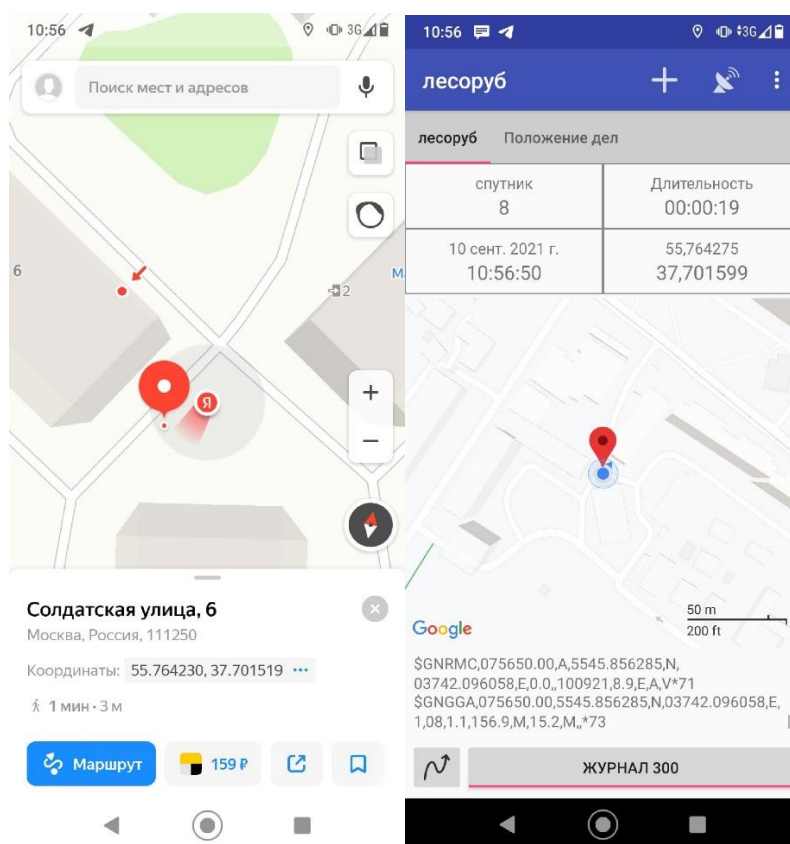 10:56
3G
Поиск мест и адресов
6
2
М
Я
+
−
Солдатская улица, 6
Москва, Россия, 111250
Координаты: 55.764230, 37.701519 •••
1 мин • 3 м
Маршрут
159 ₽
10:56
3G
лесоруб
лесоруб Положение дел
спутник
8
Длительность
00:00:19
10 сент. 2021 г.
10:56:50
55,764275
37,701599
50 m
200 ft
Google
$GNRMC,075650.00,A,5545.856285,N,
03742.096058,E,0.0,,100921,8.9,E,A,V*71
$GNGGA,075650.00,5545.856285,N,03742.096058,E,
1,08,1.1,156.9,M,15.2,M,,*73
ЖУРНАЛ 300